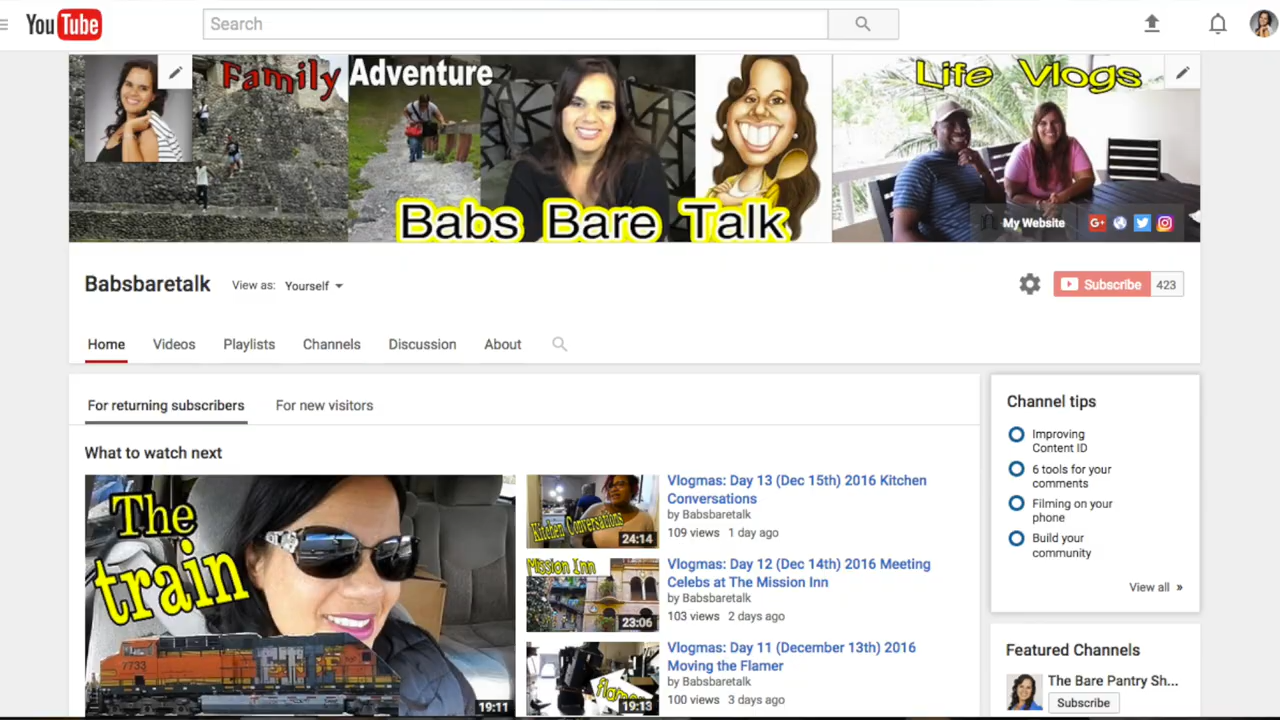 YouTube
Search
Family
Adventure
Life Vlogs
Babs Bare Talk
My Website
G+
Babsbaretalk
View as: Yourself
Subscribe 423
Home Videos Playlists Channels Discussion About
For returning subscribers For new visitors
What to watch next
The
train
7733
19:11
Kitchen Conversations
24:14
Vlogmas: Day 13 (Dec 15th) 2016 Kitchen
Conversations
by Babsbaretalk
109 views 1 day ago
Mission Inn
23:06
Vlogmas: Day 12 (Dec 14th) 2016 Meeting
Celebs at The Mission Inn
by Babsbaretalk
103 views 2 days ago
19:13
Vlogmas: Day 11 (December 13th) 2016
Moving the Flamer
by Babsbaretalk
100 views 3 days ago
Channel tips
Improving
Content ID
6 tools for your
comments
Filming on your
phone
Build your
community
View all »
Featured Channels
The Bare Pantry Sh...
Subscribe